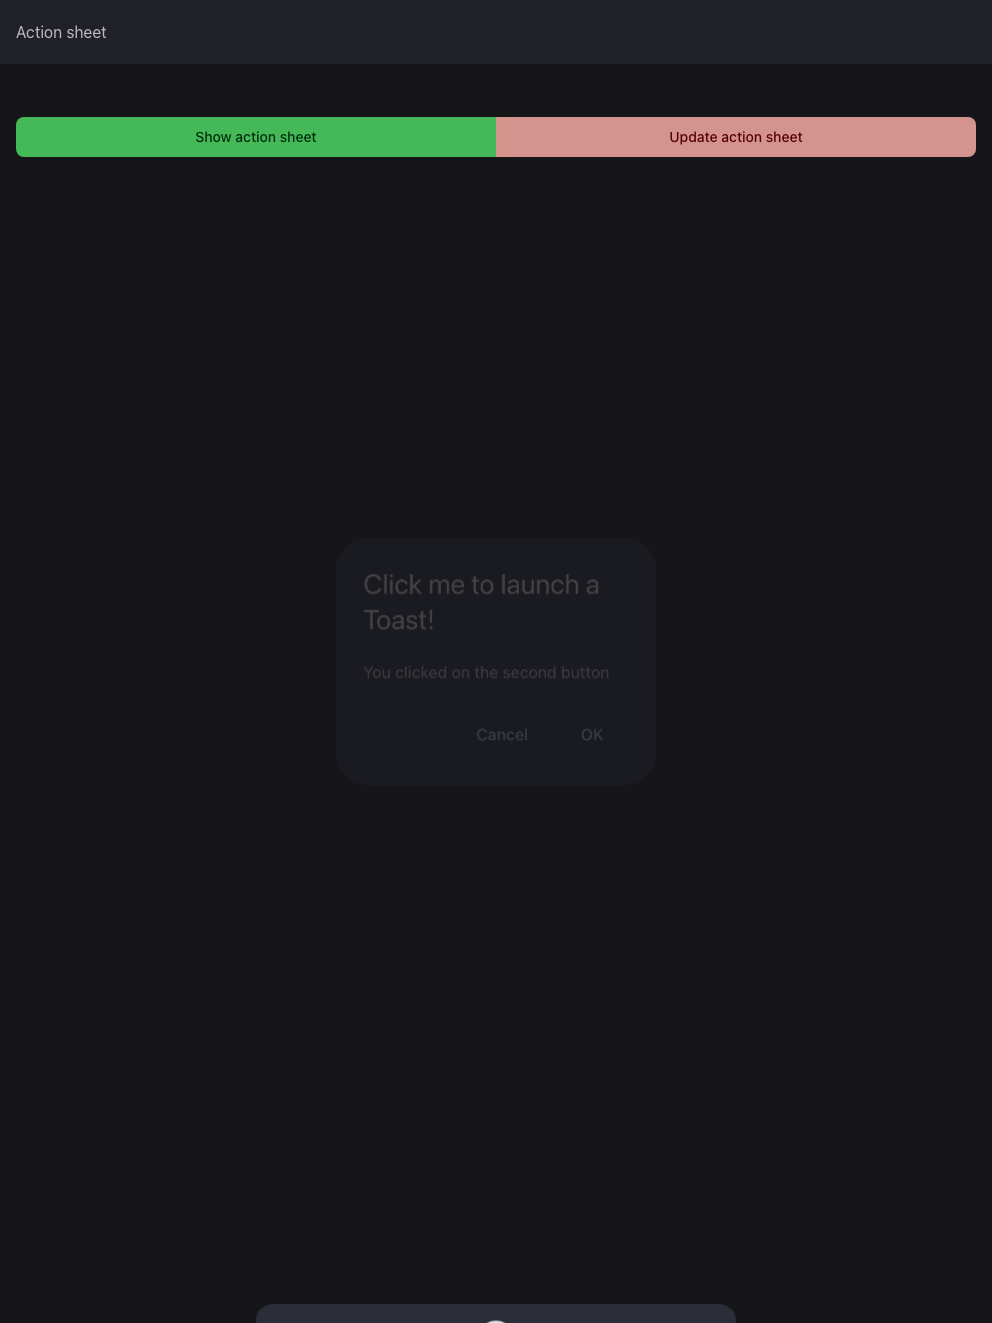 Action sheet
Show action sheet
Update action sheet
Click me to launch a
Toast!
You clicked on the second button
Cancel
OK